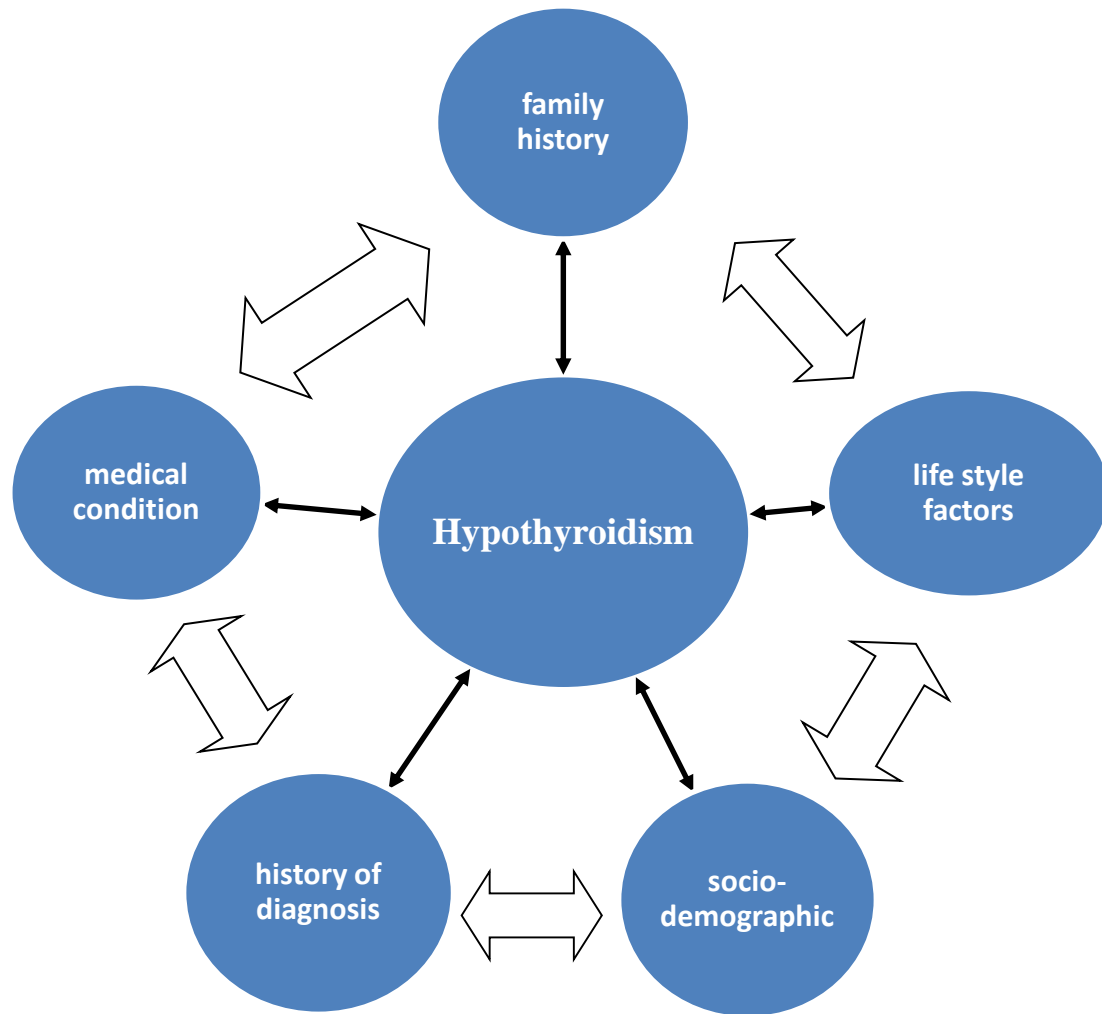 family
history
medical
condition
Hypothyroidism
life style
factors
history of
diagnosis
socio-
demographic